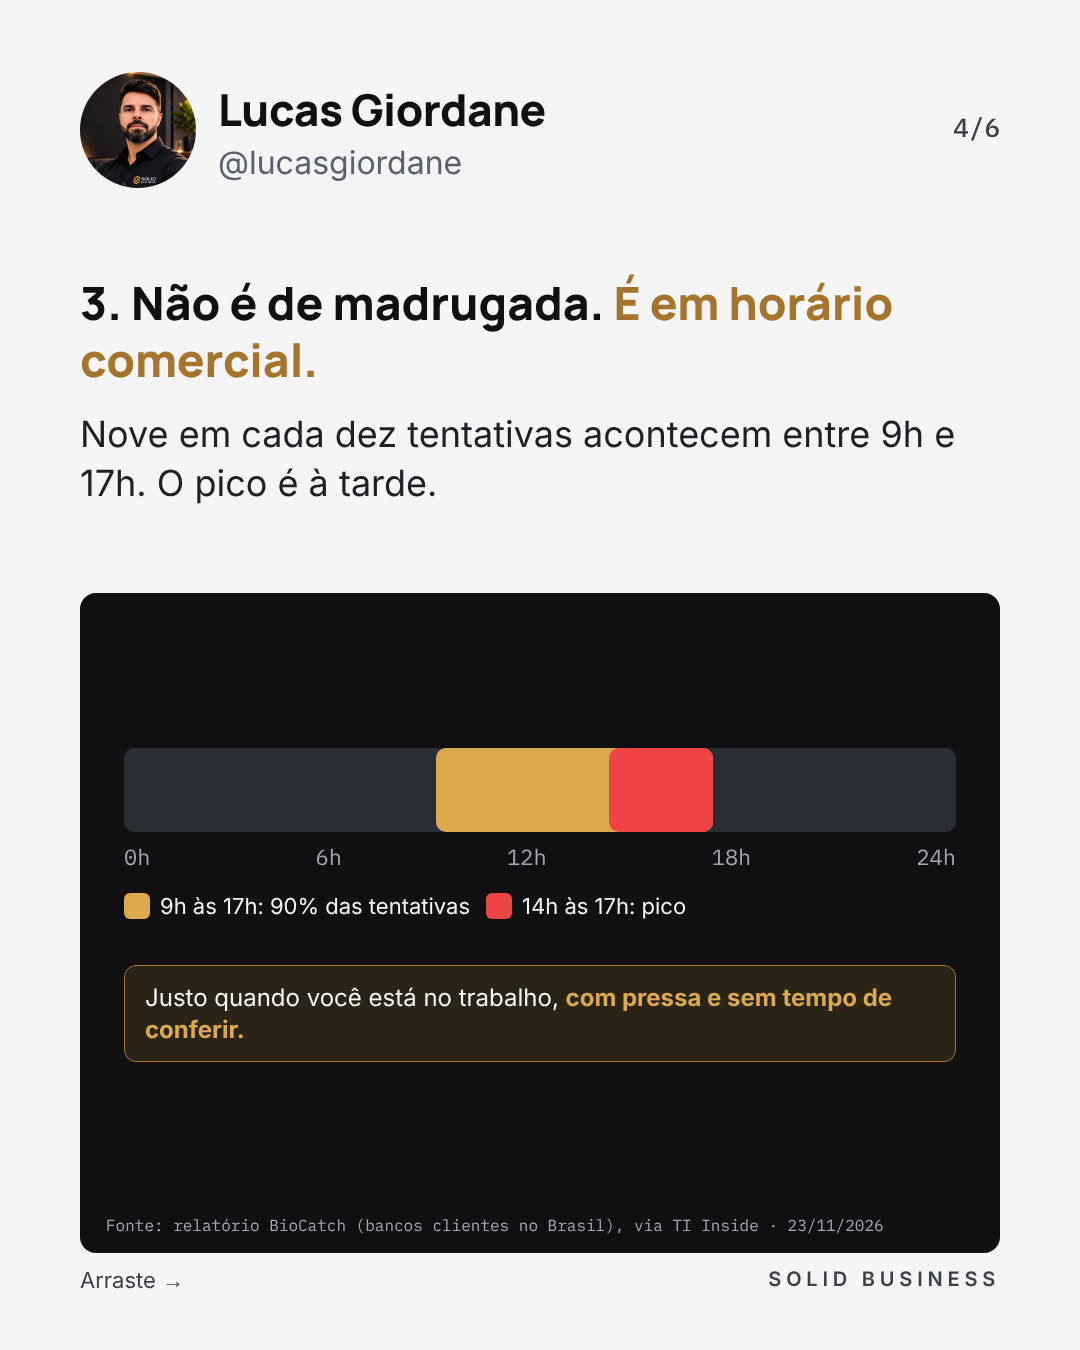 Lucas Giordane
@lucasgiordane
4/6
3. Não é de madrugada. É em horário
comercial.
Nove em cada dez tentativas acontecem entre 9h e
17h. O pico é à tarde.
0h 6h 12h 18h 24h
9h às 17h: 90% das tentativas 14h às 17h: pico
Justo quando você está no trabalho, com pressa e sem tempo de
conferir.
Fonte: relatório BioCatch (bancos clientes no Brasil), via TI Inside · 23/11/2026
Arraste →
SOLID BUSINESS